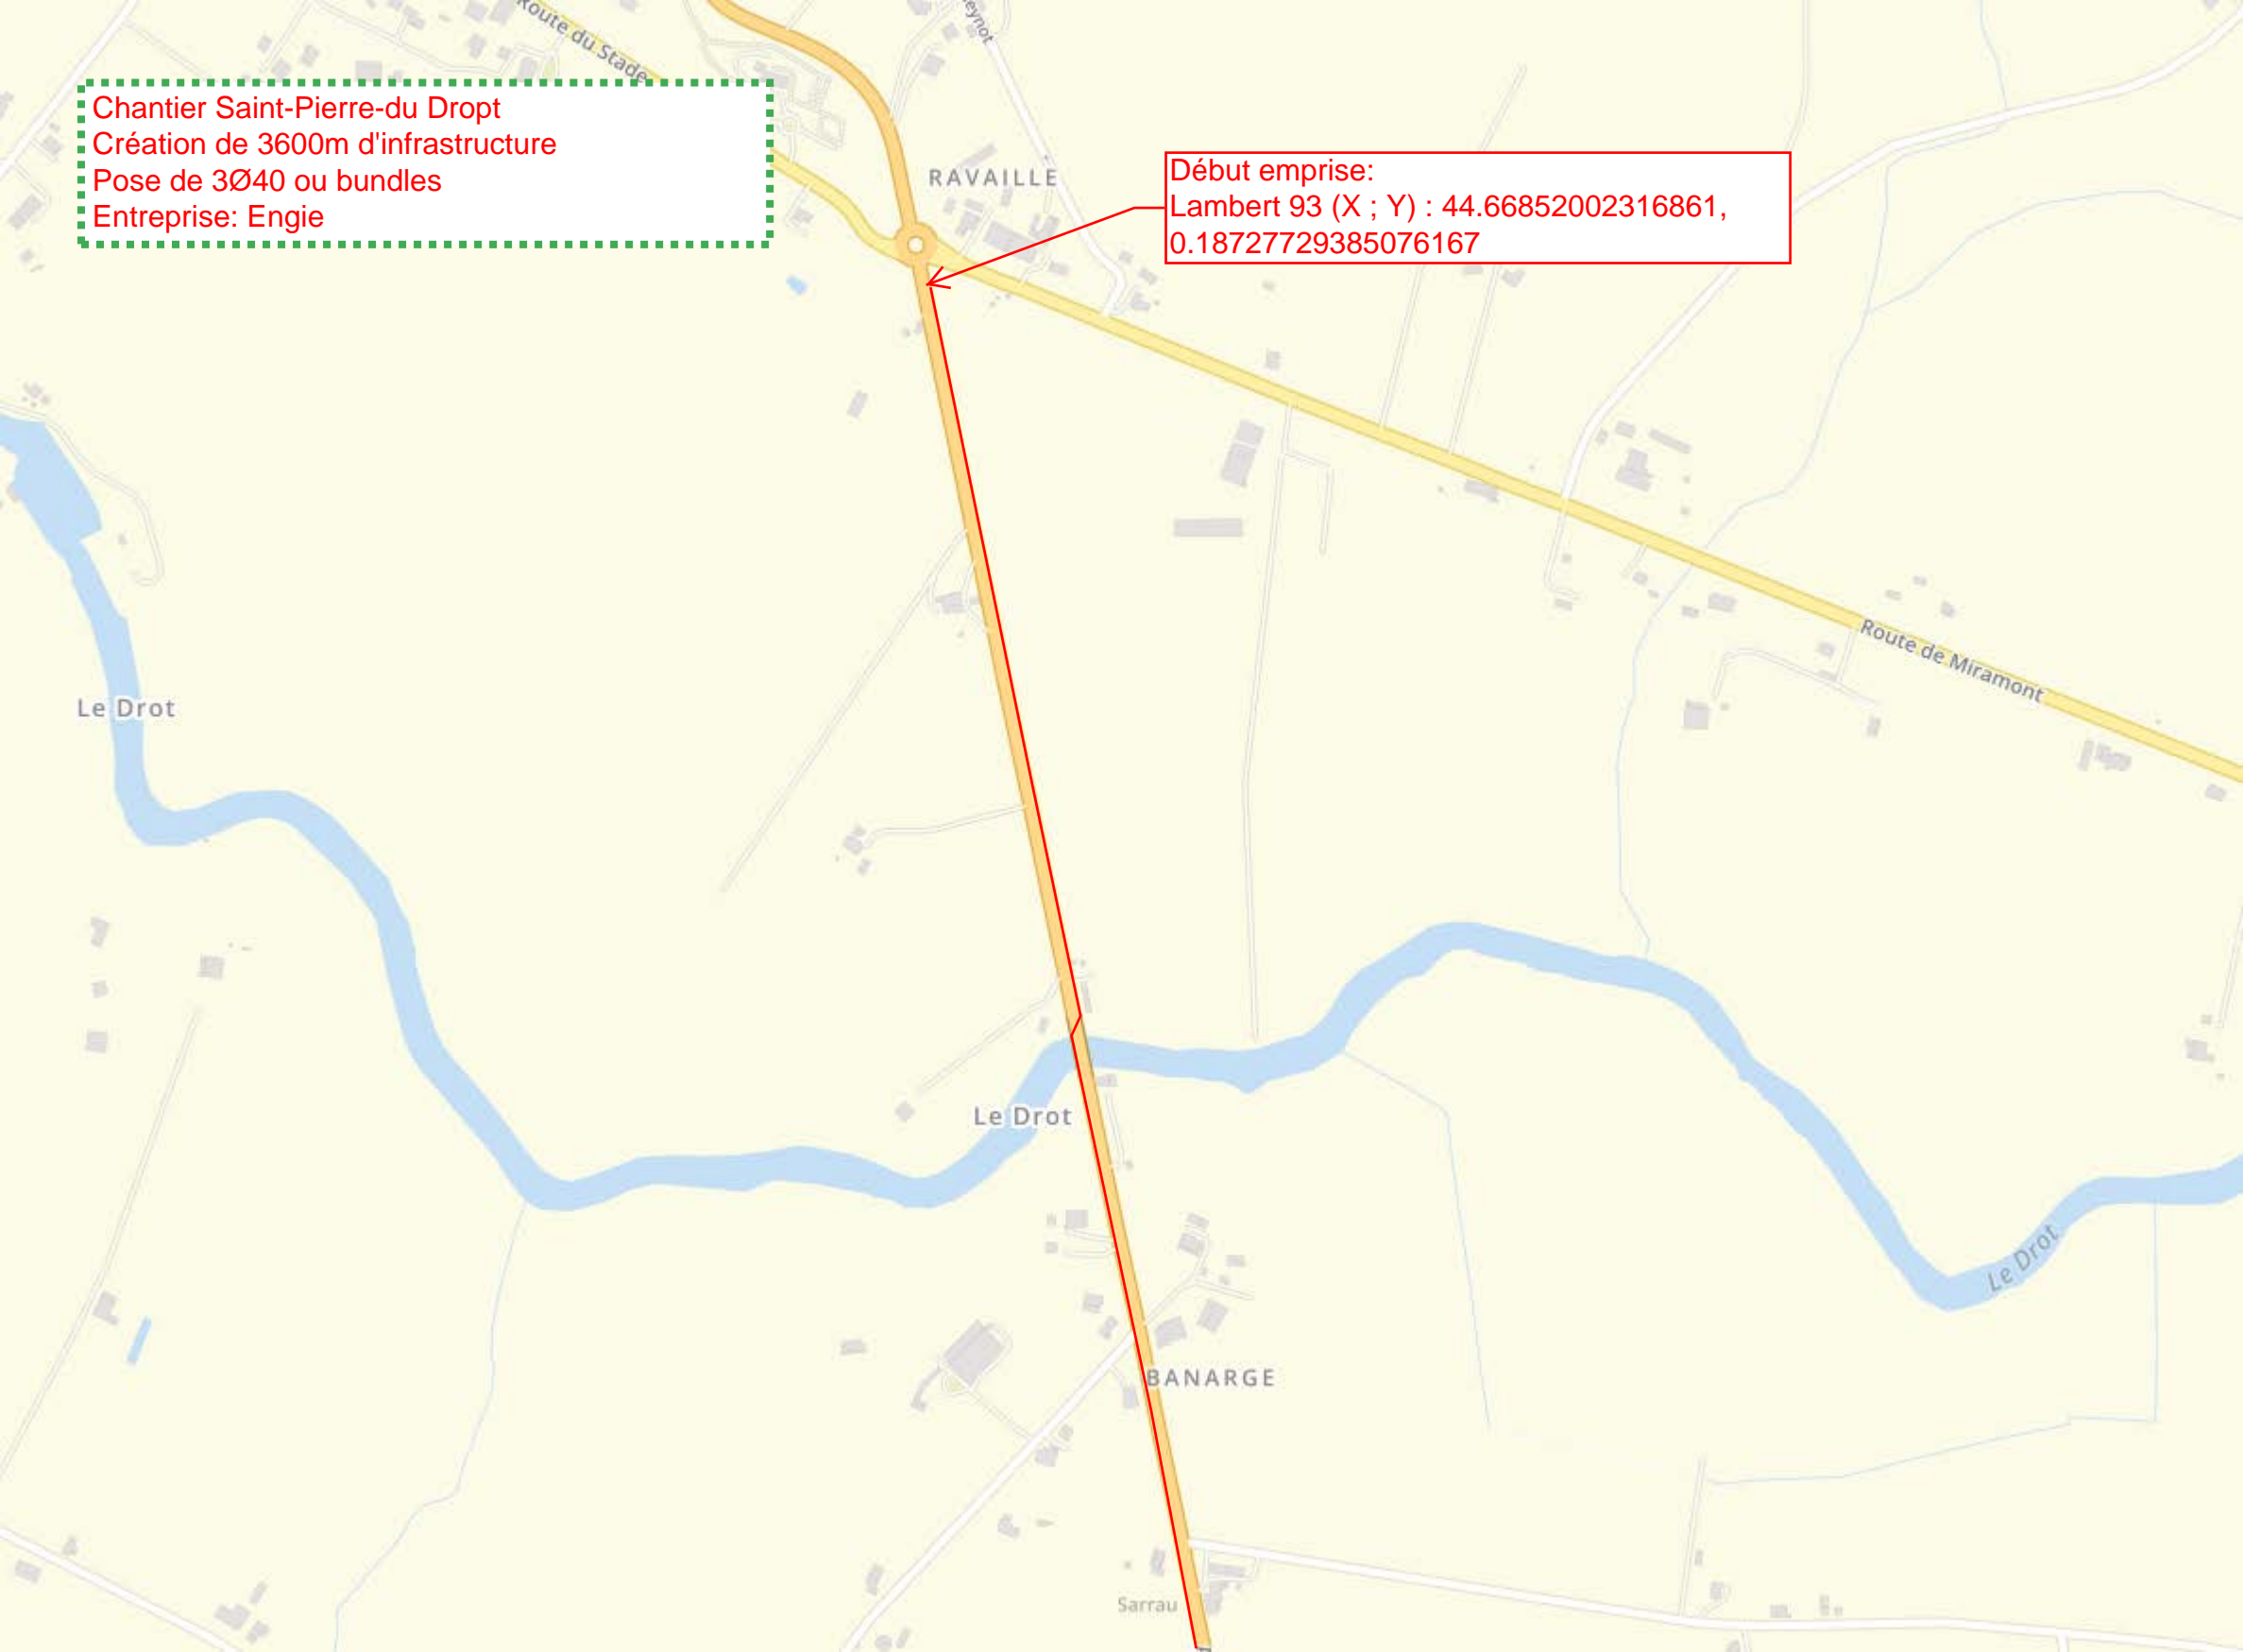 Route du Stade
eynot
Chantier Saint-Pierre-du Dropt
Création de 3600m d'infrastructure
Pose de 3Ø40 ou bundles
Entreprise: Engie
RAVAILLE
Début emprise:
Lambert 93 (X ; Y) : 44.66852002316861,
0.18727729385076167
Route de Miramont
Le Drot
Le Drot
Le Drot
BANARGE
Sarrau